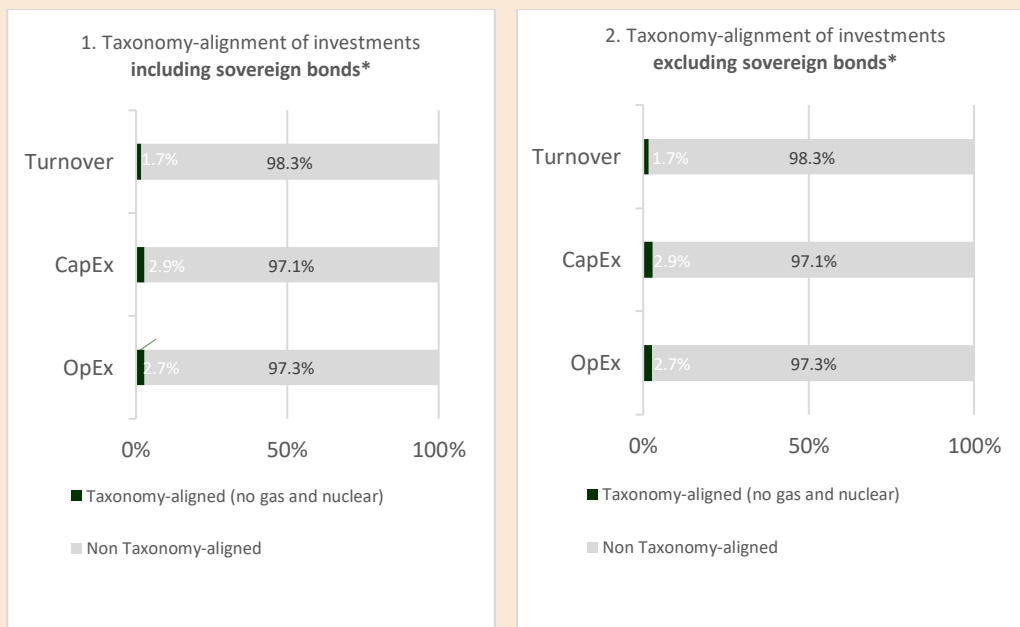 1. Taxonomy-alignment of investments
including sovereign bonds*
Turnover
1.7%
98.3%
CapEx
2.9%
97.1%
OpEx
2.7%
97.3%
0%
50%
100%
Taxonomy-aligned (no gas and nuclear)
Non Taxonomy-aligned
2. Taxonomy-alignment of investments
excluding sovereign bonds*
Turnover
1.7%
98.3%
CapEx
2.9%
97.1%
OpEx
2.7%
97.3%
0%
50%
100%
Taxonomy-aligned (no gas and nuclear)
Non Taxonomy-aligned